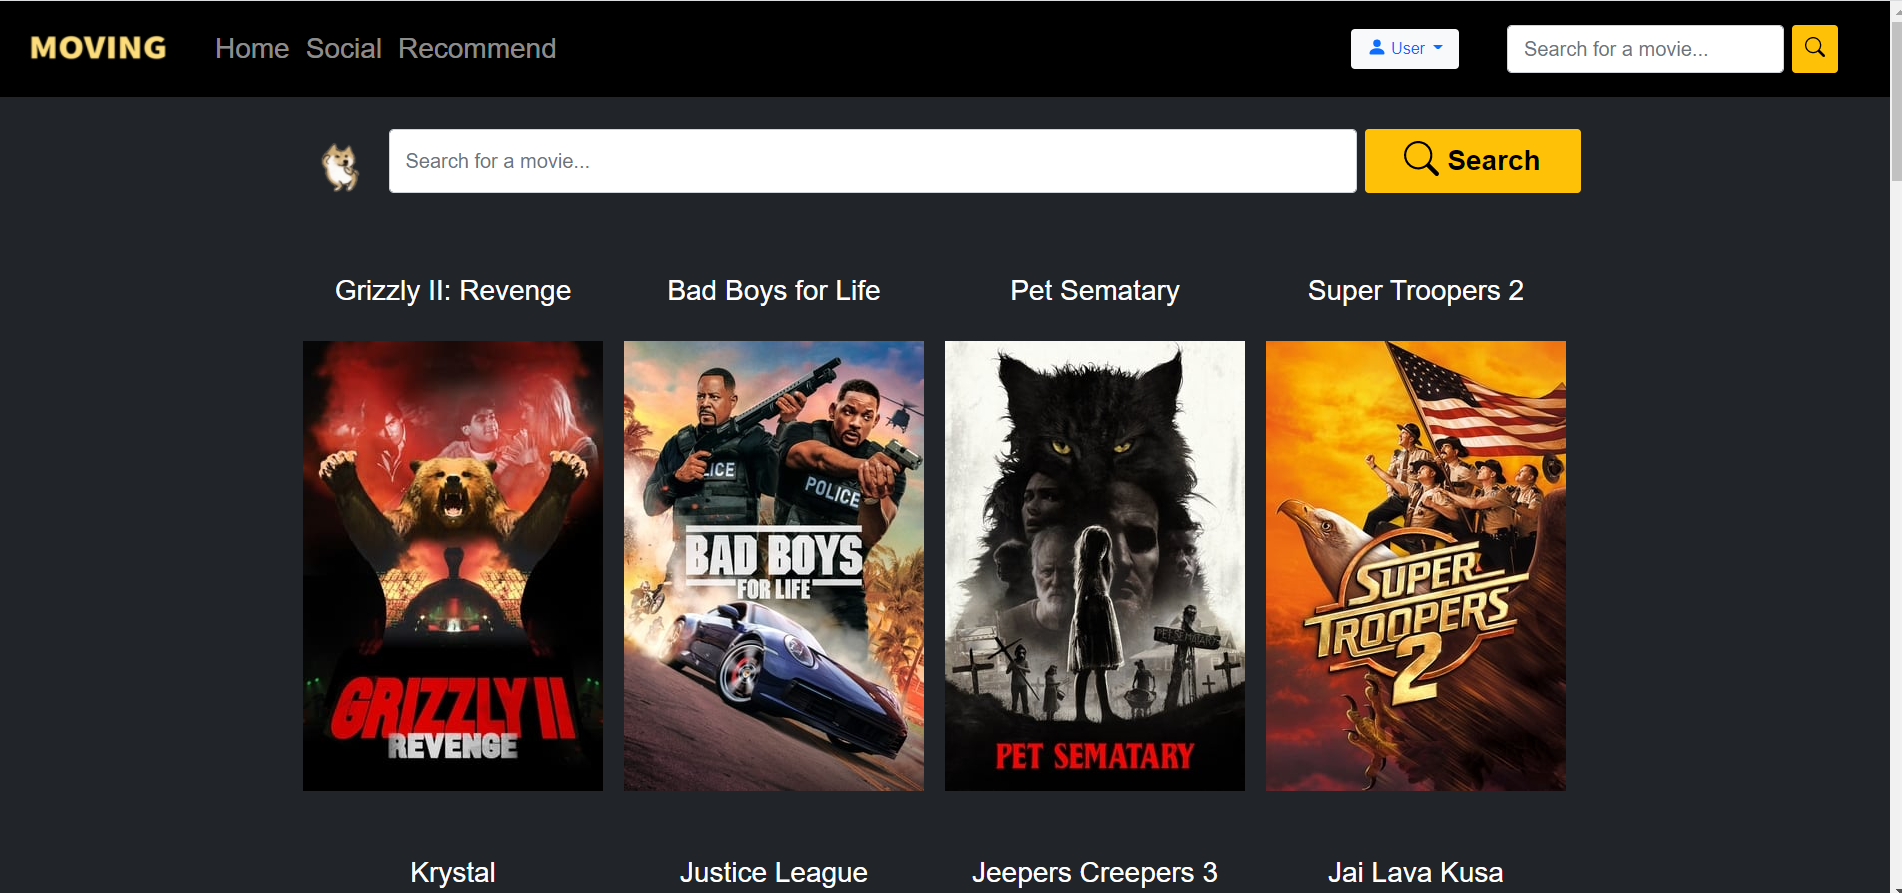 MOVING
Home Social Recommend
User
Search for a movie...
Search for a movie...
Search
Grizzly II: Revenge
Bad Boys for Life
Pet Sematary
Super Troopers 2
GRIZZLY II
REVENGE
LICE
POLICE
BAD BOYS
FOR LIFE
PET SEMATARY
PET SEMATARY
SUPER
TROOPERS
2
Krystal
Justice League
Jeepers Creepers 3
Jai Lava Kusa